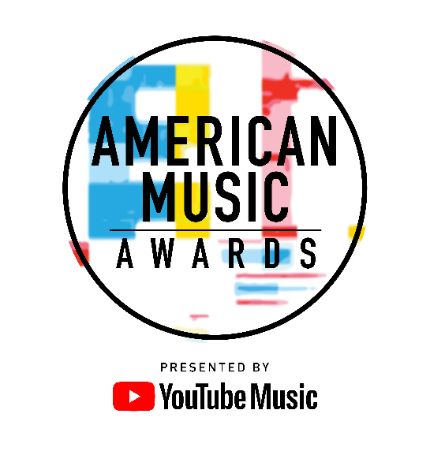 AMERICAN
MUSIC
AWARDS
PRESENTED BY
YouTube Music